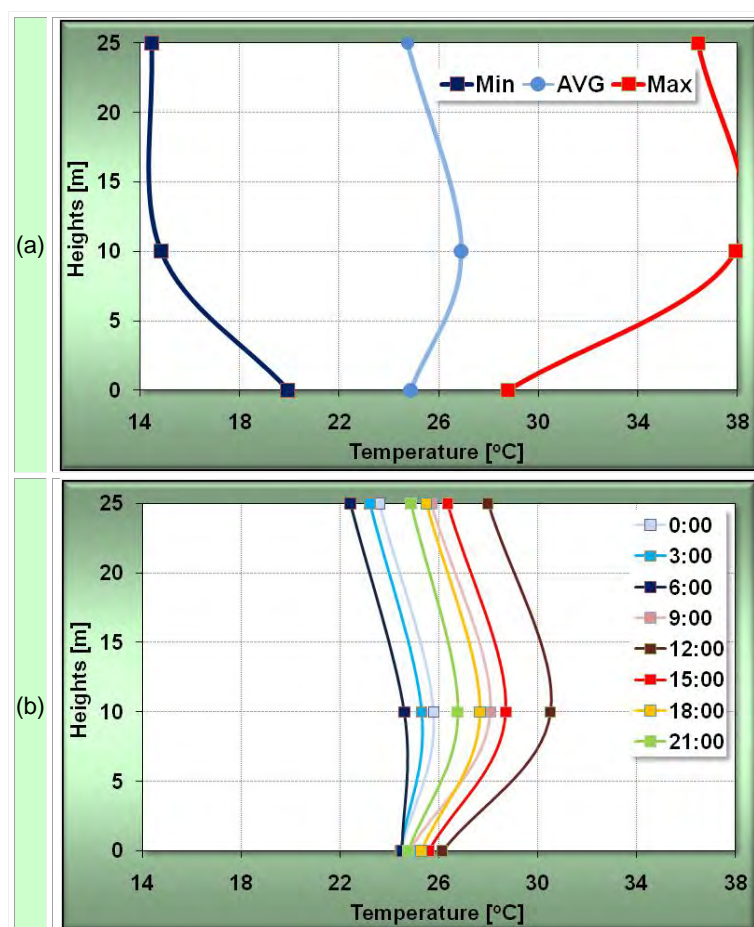 (a)
Heights [m]
25
20
15
10
5
0
Min AVG Max
14 18 22 26 30 34 38
Temperature [°C]
(b)
Heights [m]
25
20
15
10
5
0
0:00
3:00
6:00
9:00
12:00
15:00
18:00
21:00
14 18 22 26 30 34 38
Temperature [°C]